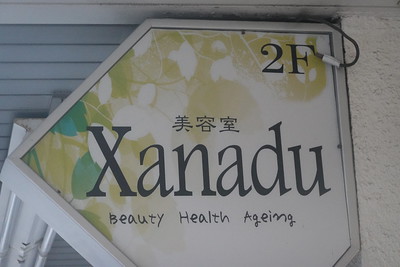 2F
美容室
Xanadu
Beauty Health Ageing